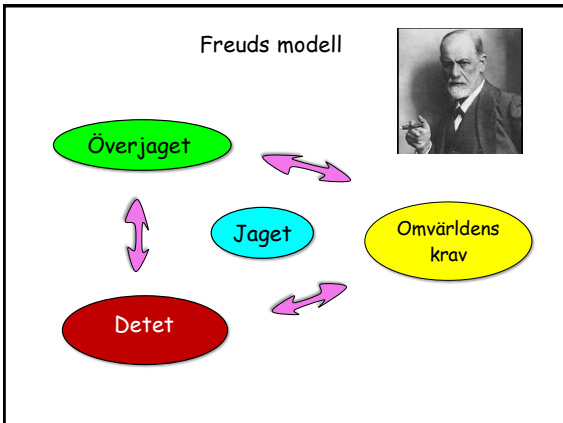 Freuds modell
Överjaget
Jaget
Omvärldens
krav
Detet